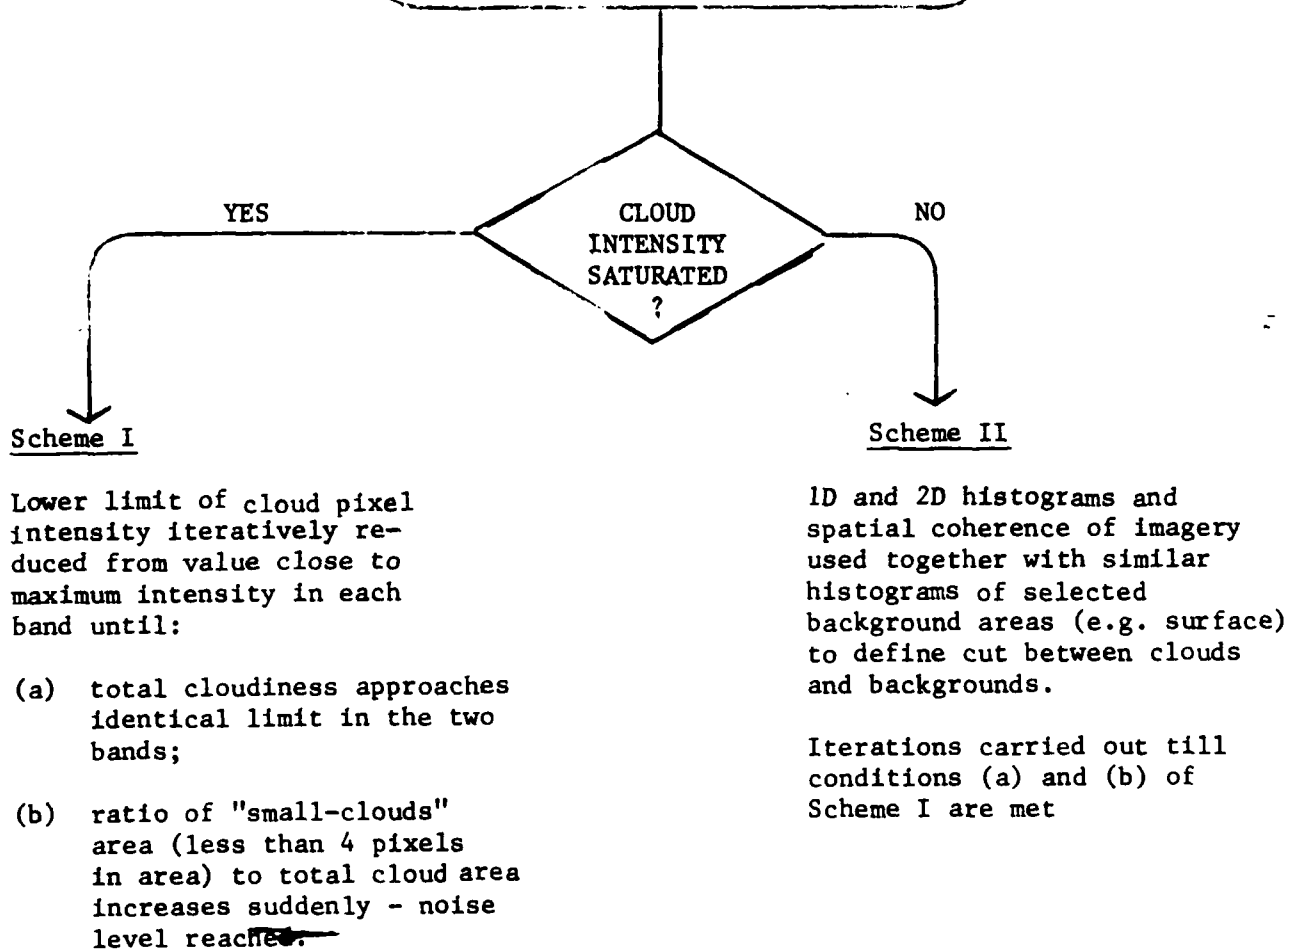 YES
CLOUD
INTENSITY
SATURATED
?
NO
Scheme I
Lower limit of cloud pixel
intensity iteratively re-
duced from value close to
maximum intensity in each
band until:
(a) total cloudiness approaches
identical limit in the two
bands;
(b) ratio of "small-clouds"
area (less than 4 pixels
in area) to total cloud area
increases suddenly - noise
level reached.
Scheme II
1D and 2D histograms and
spatial coherence of imagery
used together with similar
histograms of selected
background areas (e.g. surface)
to define cut between clouds
and backgrounds.
Iterations carried out till
conditions (a) and (b) of
Scheme I are met